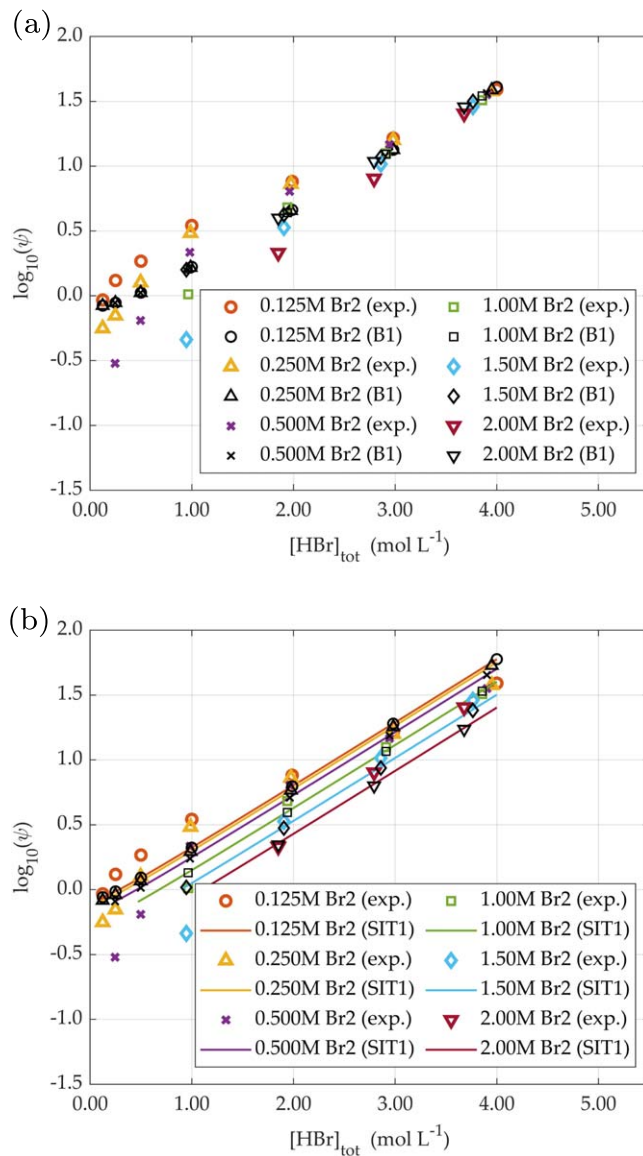 (a)
2.0
1.5
1.0
0.5
0.0
-0.5
-1.0
-1.5
log10(ψ)
0.125M Br2 (exp.) 1.00M Br2 (exp.)
0.125M Br2 (B1) 1.00M Br2 (B1)
0.250M Br2 (exp.) 1.50M Br2 (exp.)
0.250M Br2 (B1) 1.50M Br2 (B1)
0.500M Br2 (exp.) 2.00M Br2 (exp.)
0.500M Br2 (B1) 2.00M Br2 (B1)
0.00 1.00 2.00 3.00 4.00 5.00
[HBr]tot (mol L-1)
(b)
2.0
1.5
1.0
0.5
0.0
-0.5
-1.0
-1.5
log10(ψ)
0.125M Br2 (exp.) 1.00M Br2 (exp.)
0.125M Br2 (SIT1) 1.00M Br2 (SIT1)
0.250M Br2 (exp.) 1.50M Br2 (exp.)
0.250M Br2 (SIT1) 1.50M Br2 (SIT1)
0.500M Br2 (exp.) 2.00M Br2 (exp.)
0.500M Br2 (SIT1) 2.00M Br2 (SIT1)
0.00 1.00 2.00 3.00 4.00 5.00
[HBr]tot (mol L-1)